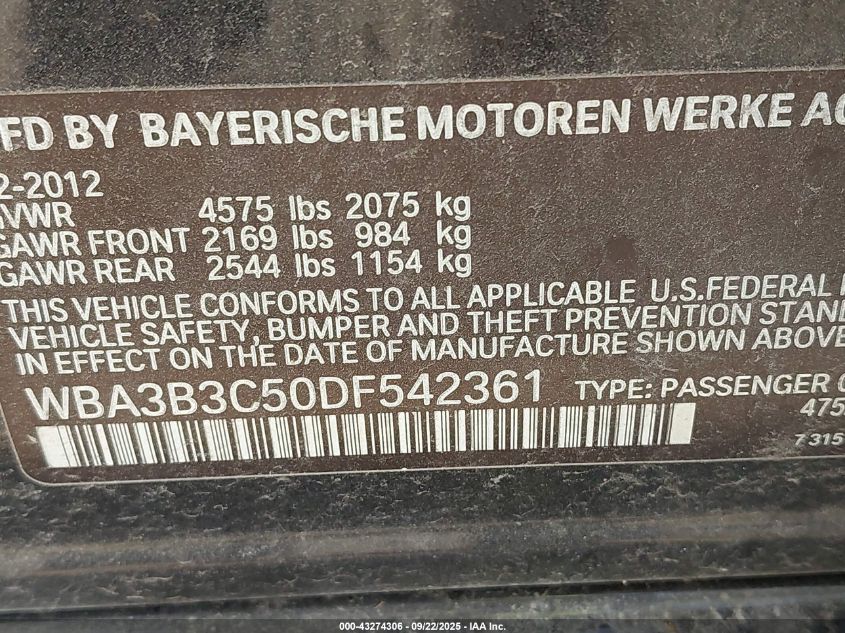 FD BY BAYERISCHE MOTOREN WERKE AG
2-2012
VWR 4575 lbs 2075 kg
GAWR FRONT 2169 lbs 984 kg
GAWR REAR 2544 lbs 1154 kg
THIS VEHICLE CONFORMS TO ALL APPLICABLE U.S.FEDERAL
VEHICLE SAFETY, BUMPER AND THEFT PREVENTION STAND
IN EFFECT ON THE DATE OF MANUFACTURE SHOWN ABOVE
WBA3B3C50DF542361 TYPE: PASSENGER
475
7315
000-43274306 - 09/22/2025 - IAA Inc.